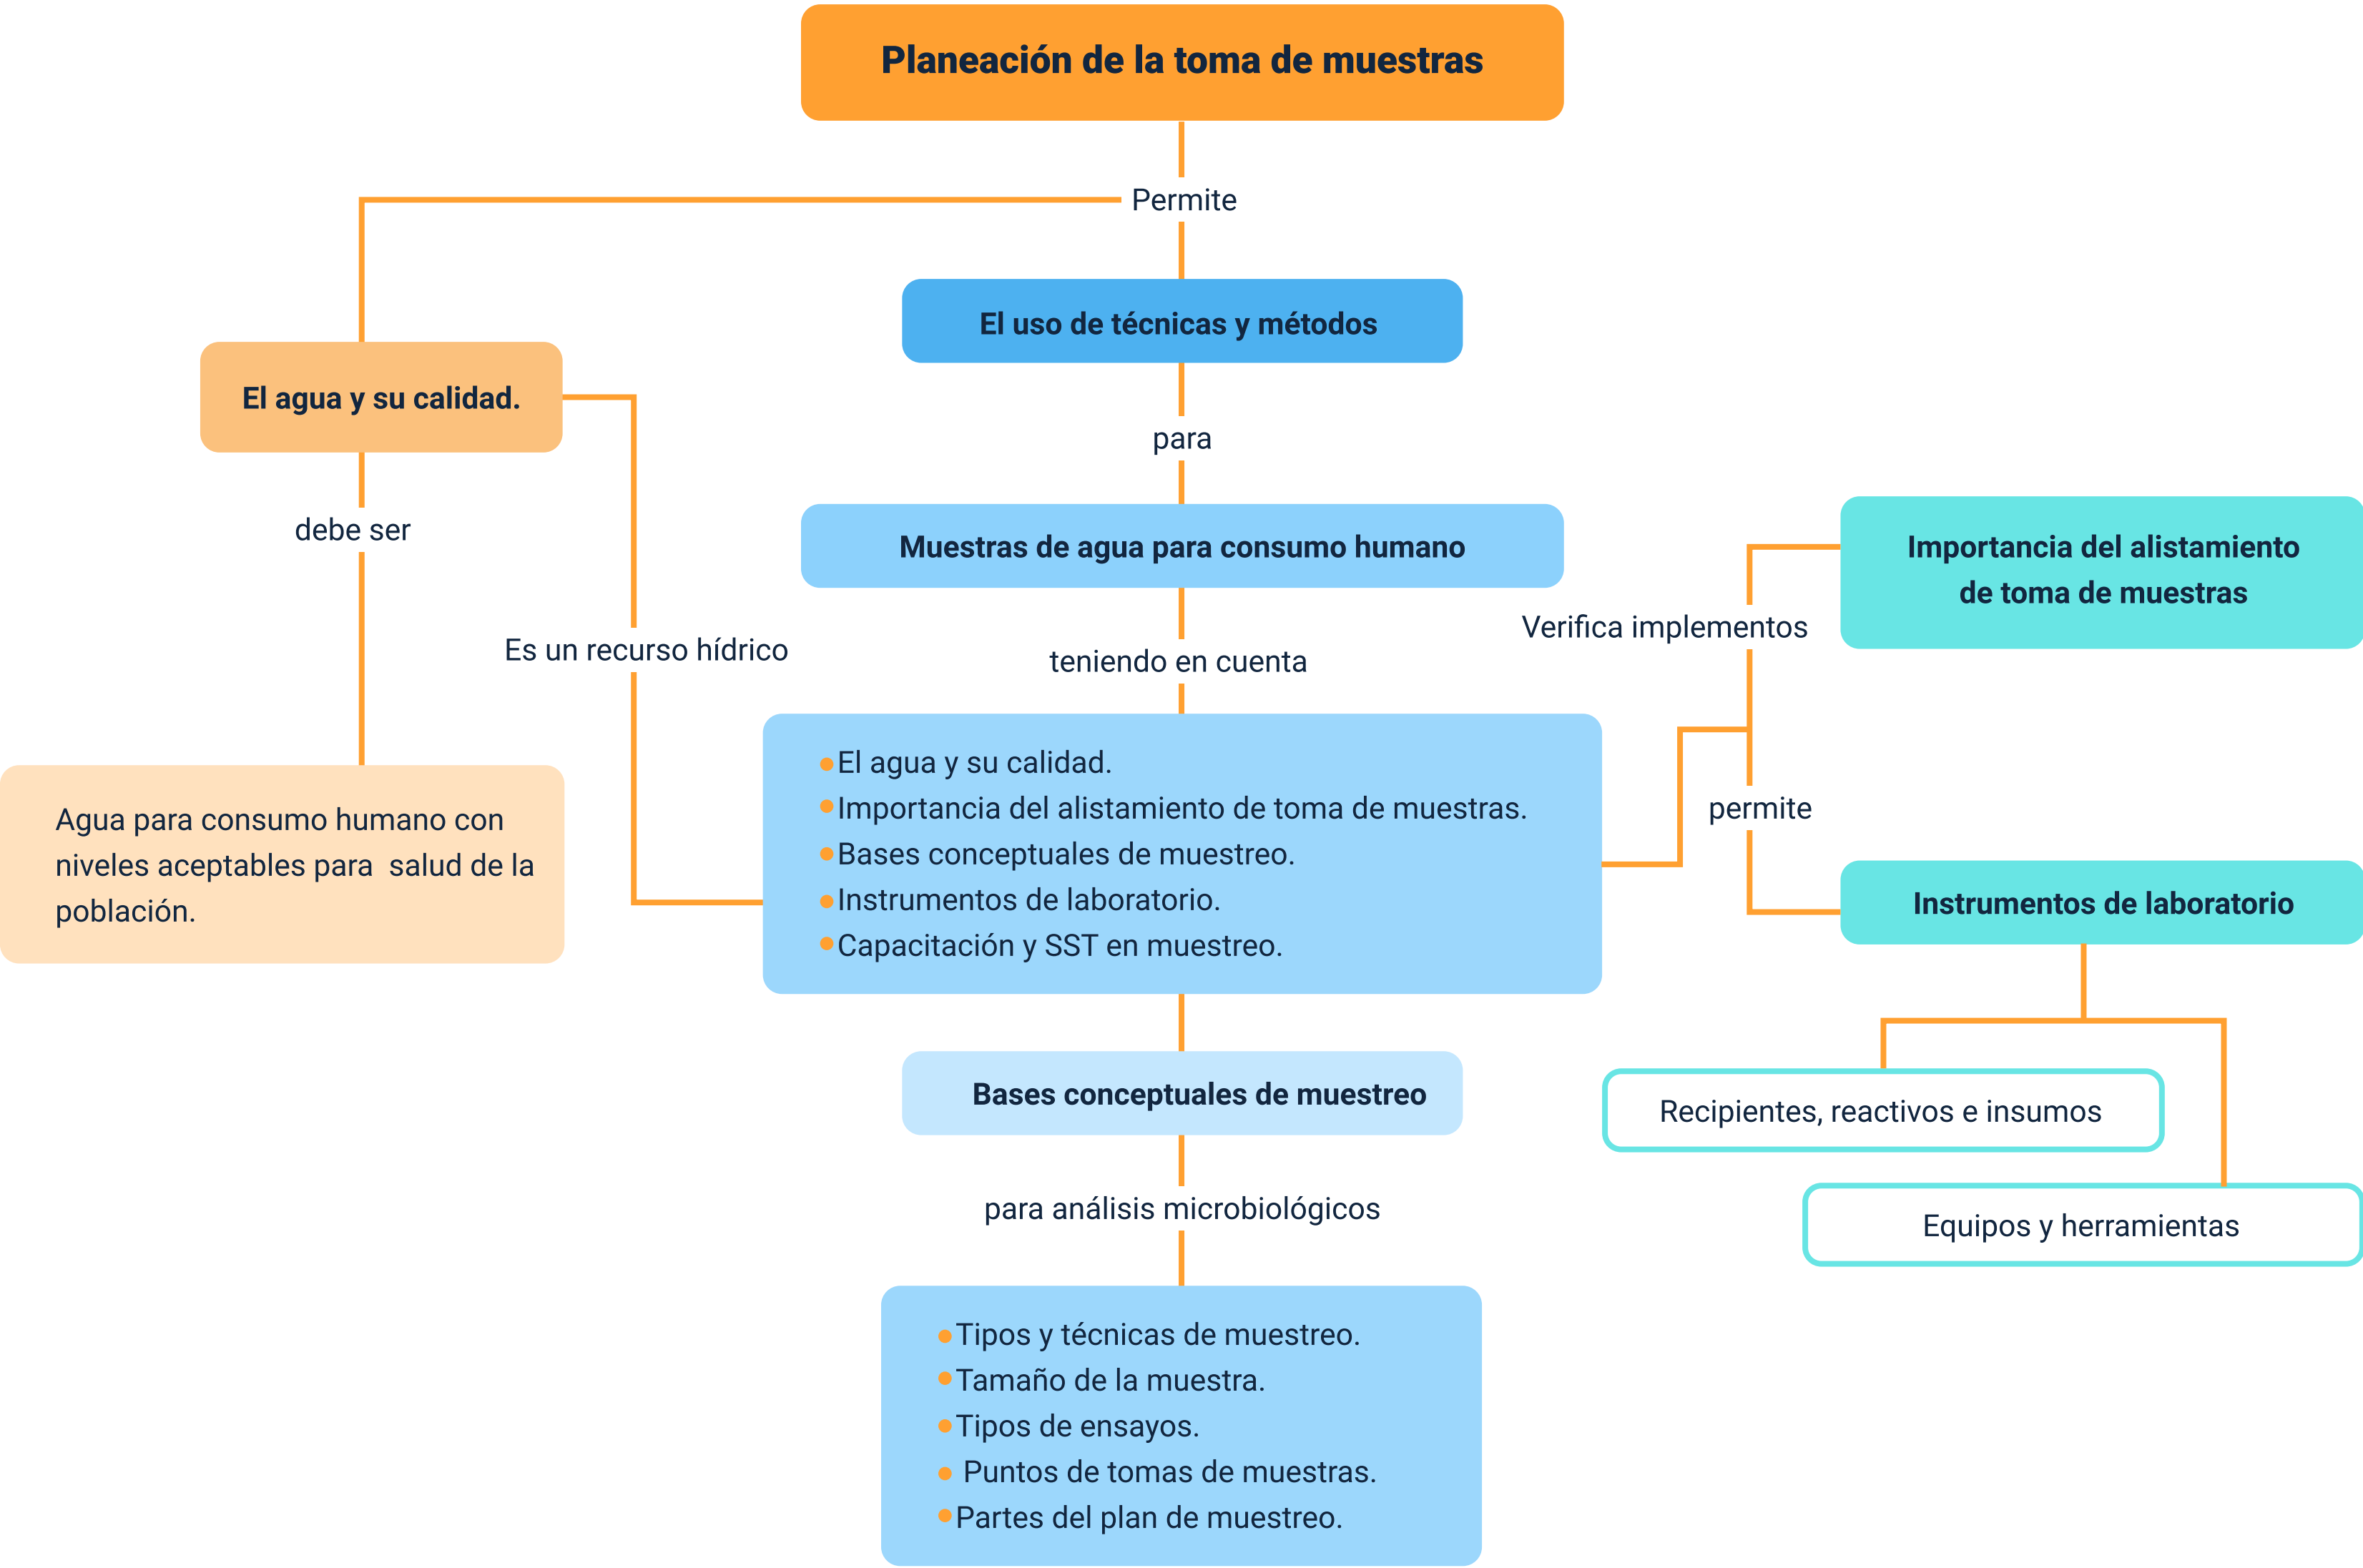 Planeación de la toma de muestras
Permite
El uso de técnicas y métodos
El agua y su calidad.
para
debe ser
Muestras de agua para consumo humano
Importancia del alistamiento
de toma de muestras
Verifica implementos
Es un recurso hídrico
teniendo en cuenta
El agua y su calidad.
Importancia del alistamiento de toma de muestras.
Bases conceptuales de muestreo.
Instrumentos de laboratorio.
Capacitación y SST en muestreo.
permite
Agua para consumo humano con
niveles aceptables para  salud de la
población.
Instrumentos de laboratorio
Bases conceptuales de muestreo
Recipientes, reactivos e insumos
para análisis microbiológicos
Equipos y herramientas
Tipos y técnicas de muestreo.
Tamaño de la muestra.
Tipos de ensayos.
Puntos de tomas de muestras.
Partes del plan de muestreo.